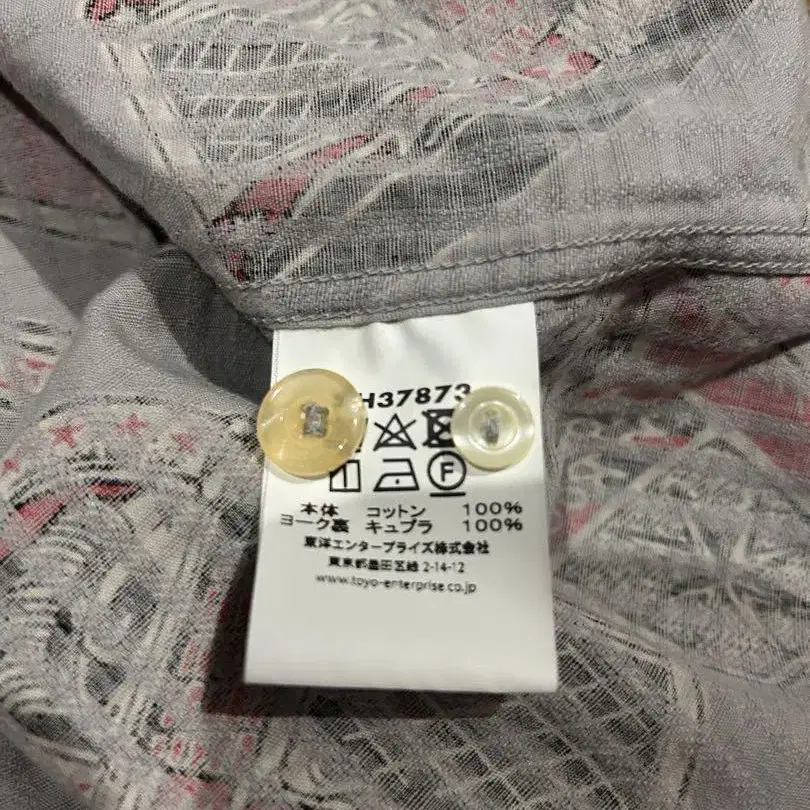 H37873
F
本体 コットン 100%
ヨーク裏 キュプラ 100%
東洋エンタープライズ株式会社
東京都墨田区緑 2-14-12
www.toyo-enterprise.co.jp